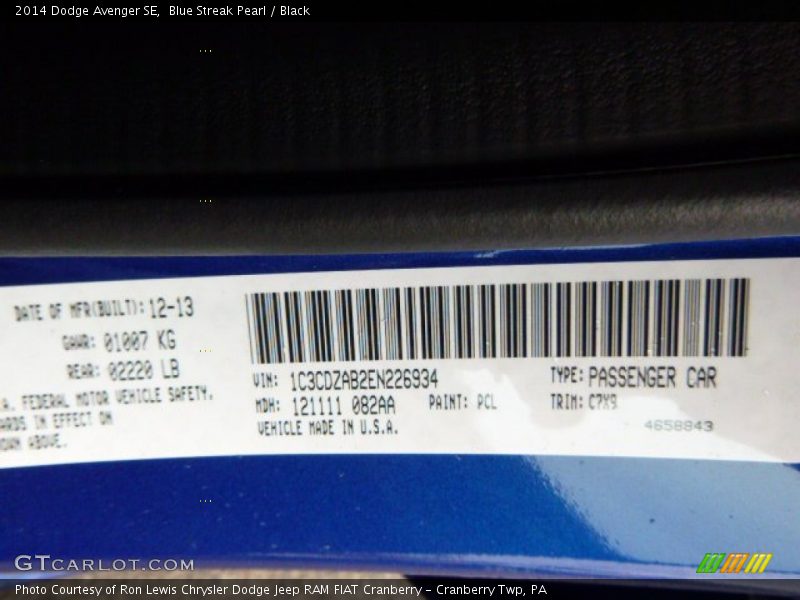 2014 Dodge Avenger SE,  Blue Streak Pearl / Black
DATE OF MFR(BUILT): 12-13
GAWR: 01007 KG
REAR: 02220 LB
.A. FEDERAL MOTOR VEHICLE SAFETY.
ARDS IN EFFECT ON
OWN ABOVE.
VIN: 1C3CDZAB2EN226934 TYPE: PASSENGER CAR
MDH: 121111 082AA PAINT: PCL TRIM: C7X9
VEHICLE MADE IN U.S.A. 4658843
GTCARLOT.COM
Photo Courtesy of Ron Lewis Chrysler Dodge Jeep RAM FIAT Cranberry – Cranberry Twp, PA